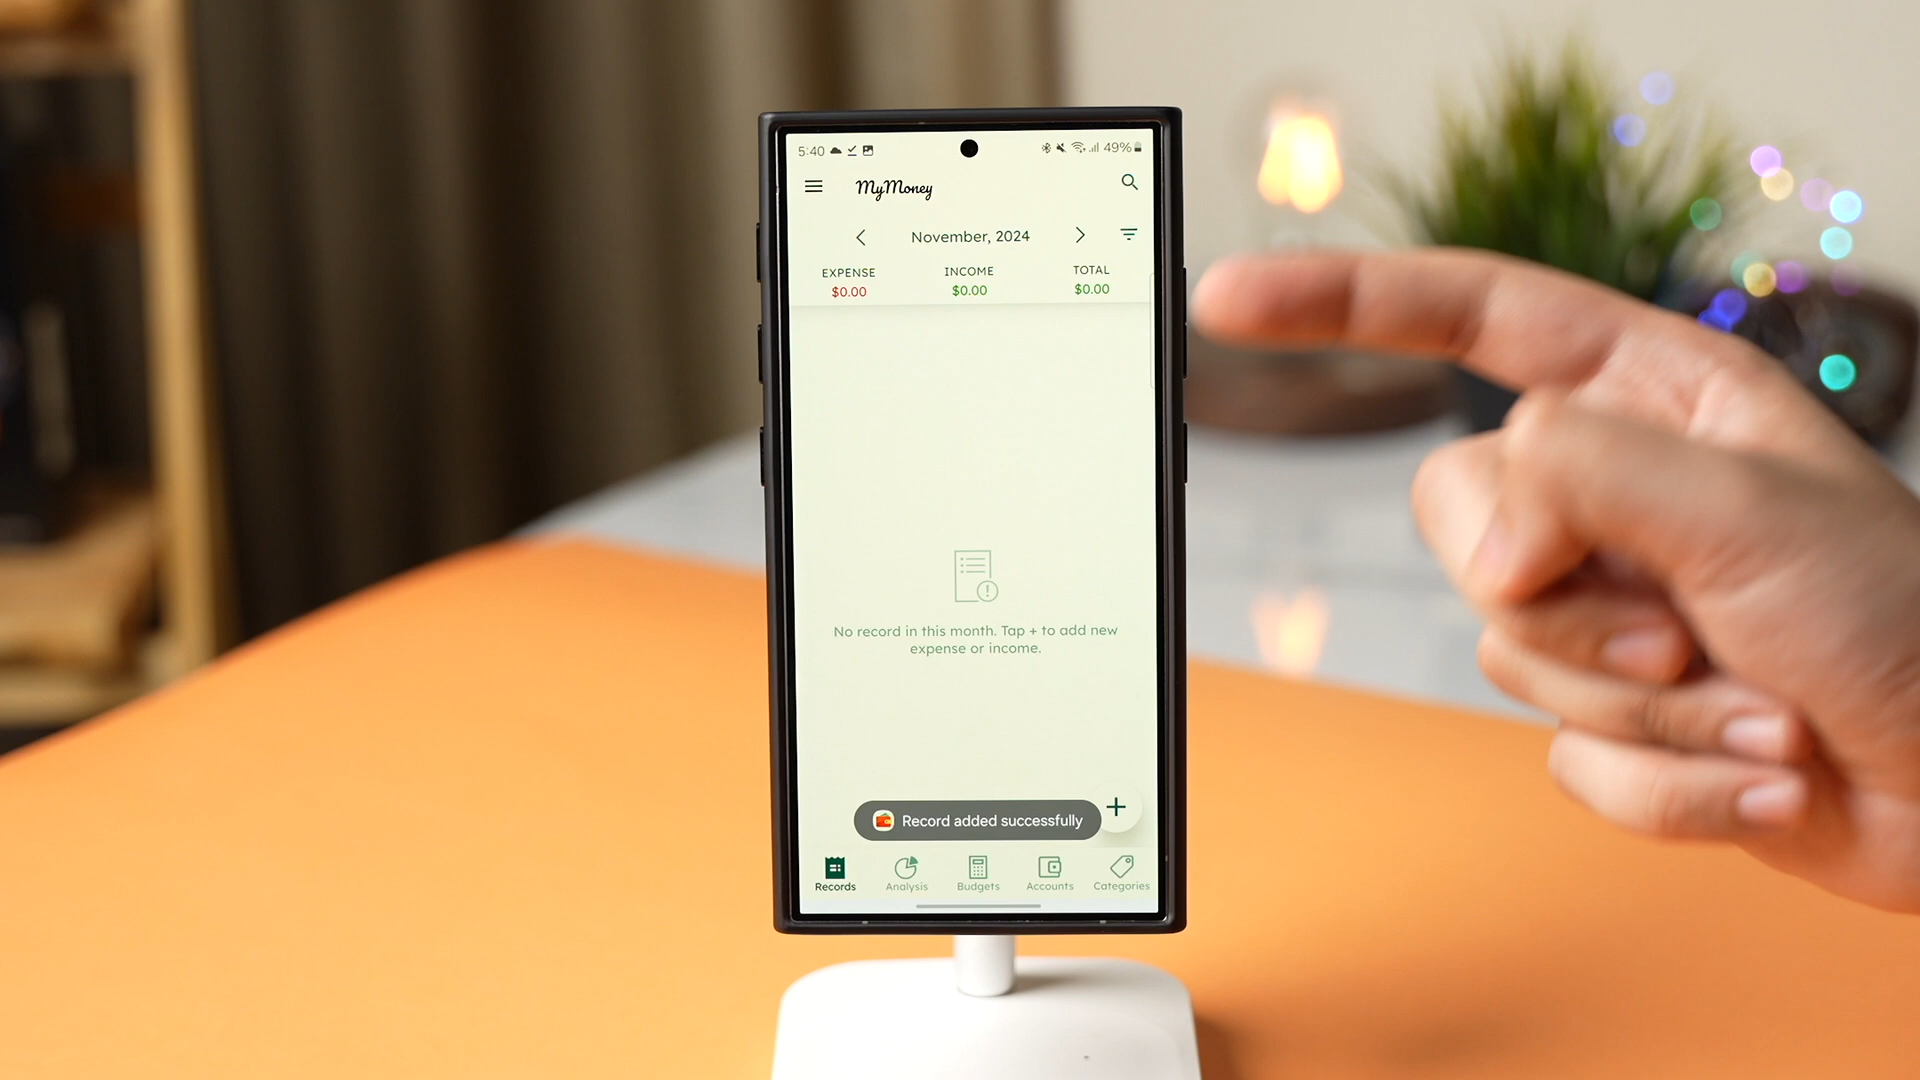 5:40
49%
MyMoney
November, 2024
EXPENSE INCOME TOTAL
$0.00 $0.00 $0.00
No record in this month. Tap + to add new
expense or income.
Record added successfully
Records Analysis Budgets Accounts Categories